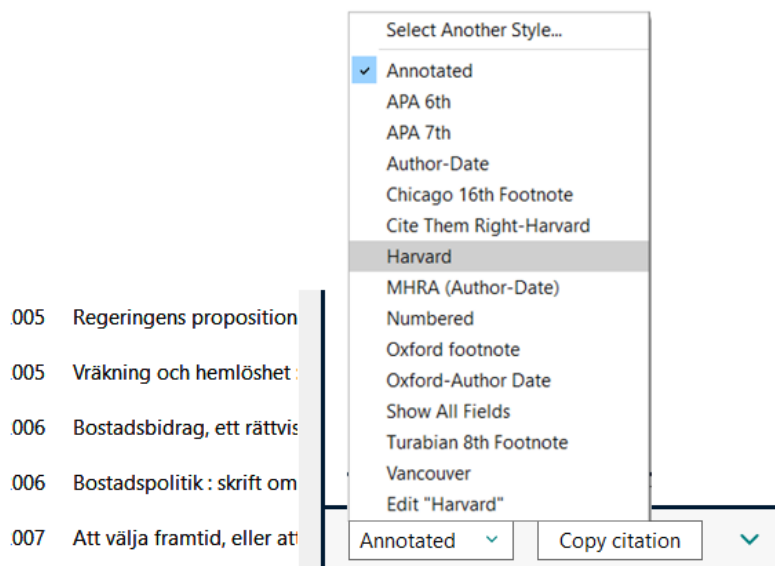 Select Another Style...
Annotated
APA 6th
APA 7th
Author-Date
Chicago 16th Footnote
Cite Them Right-Harvard
Harvard
MHRA (Author-Date)
Numbered
Oxford footnote
Oxford-Author Date
Show All Fields
Turabian 8th Footnote
Vancouver
Edit "Harvard"
005 Regeringens proposition
005 Vräkning och hemlöshet :
006 Bostadsbidrag, ett rättvis
006 Bostadspolitik : skrift om
007 Att välja framtid, eller att
Annotated Copy citation